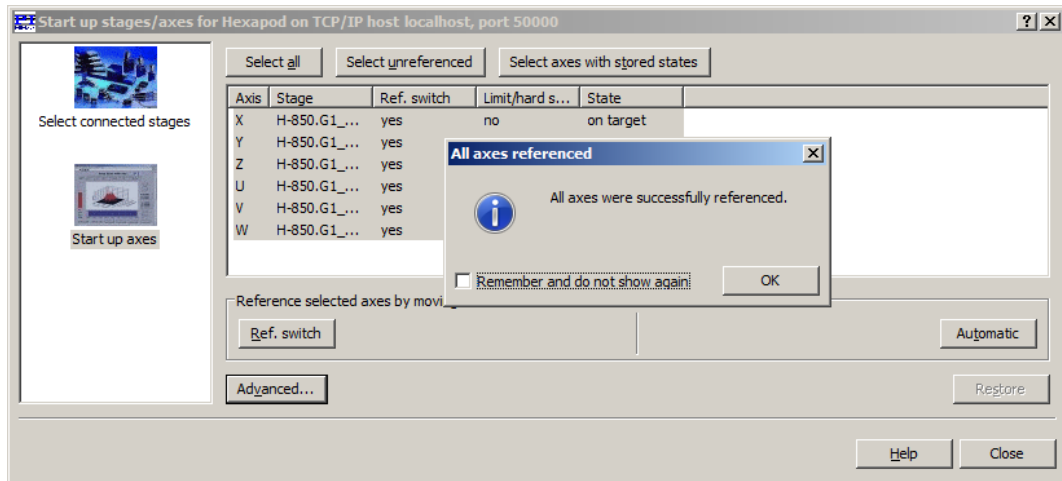 Start up stages/axes for Hexapod on TCP/IP host localhost, port 50000
Select connected stages
Start up axes
Select all Select unreferenced Select axes with stored states
Axis Stage Ref. switch Limit/hard s... State
X H-850.G1_... yes no on target
Y H-850.G1_... yes
Z H-850.G1_... yes
U H-850.G1_... yes
V H-850.G1_... yes
W H-850.G1_... yes
All axes referenced
All axes were successfully referenced.
Remember and do not show again OK
Reference selected axes by
Ref. switch Automatic
Advanced... Restore
Help Close